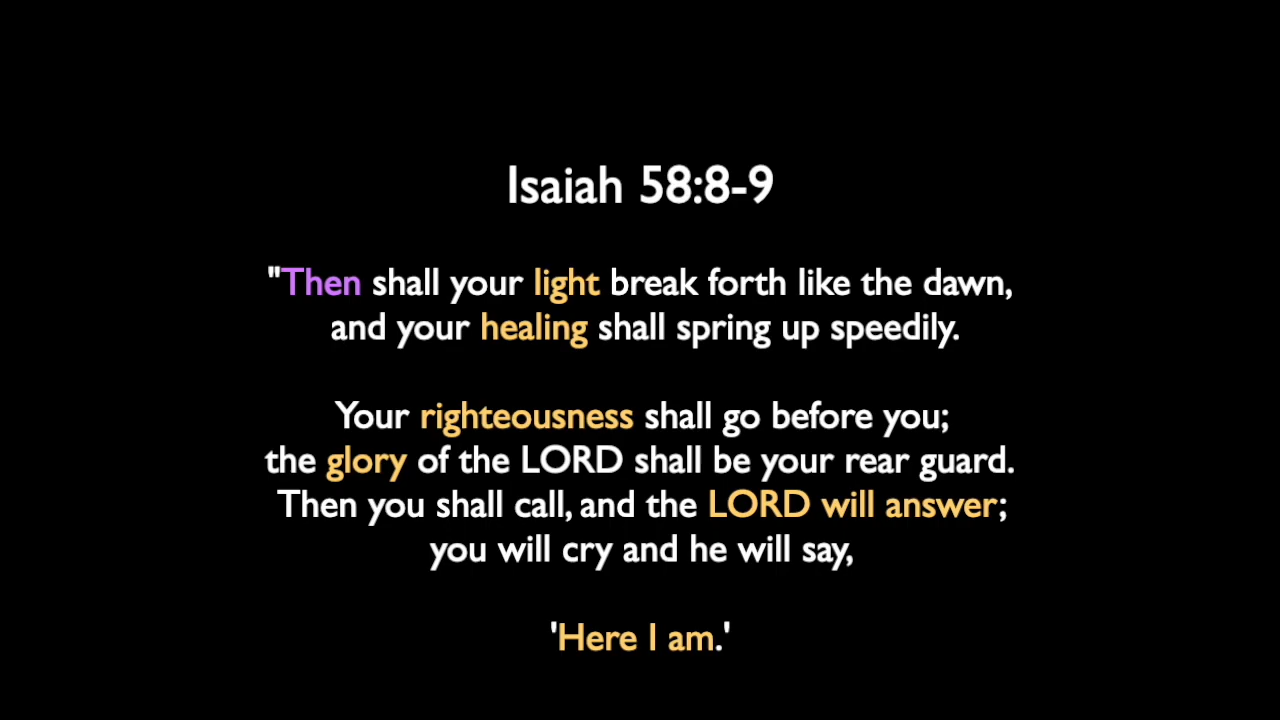 Isaiah 58:8-9
"Then shall your light break forth like the dawn,
and your healing shall spring up speedily.
Your righteousness shall go before you;
the glory of the LORD shall be your rear guard.
Then you shall call, and the LORD will answer;
you will cry and he will say,
'Here I am.'